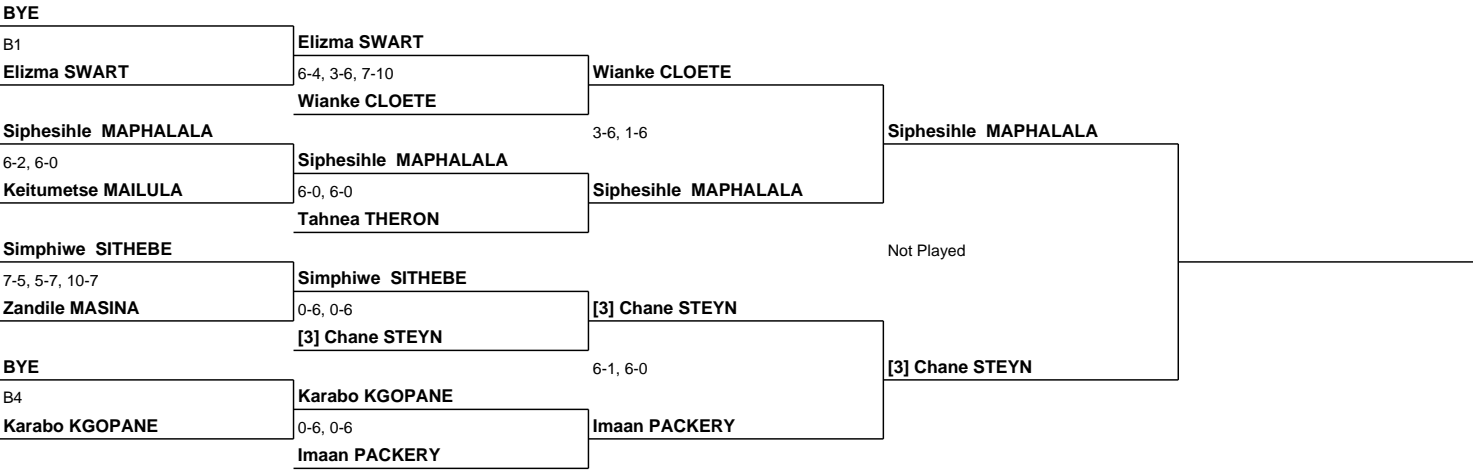 BYE
B1
Elizma SWART
Siphesihle  MAPHALALA
6-2, 6-0
Keitumetse MAILULA
Simphiwe  SITHEBE
7-5, 5-7, 10-7
Zandile MASINA
BYE
B4
Karabo KGOPANE
Elizma SWART
6-4, 3-6, 7-10
Wianke CLOETE
Siphesihle  MAPHALALA
6-0, 6-0
Tahnea THERON
Simphiwe  SITHEBE
0-6, 0-6
[3] Chane STEYN
Karabo KGOPANE
0-6, 0-6
Imaan PACKERY
Wianke CLOETE
3-6, 1-6
Siphesihle  MAPHALALA
[3] Chane STEYN
6-1, 6-0
Imaan PACKERY
Siphesihle  MAPHALALA
Not Played
[3] Chane STEYN